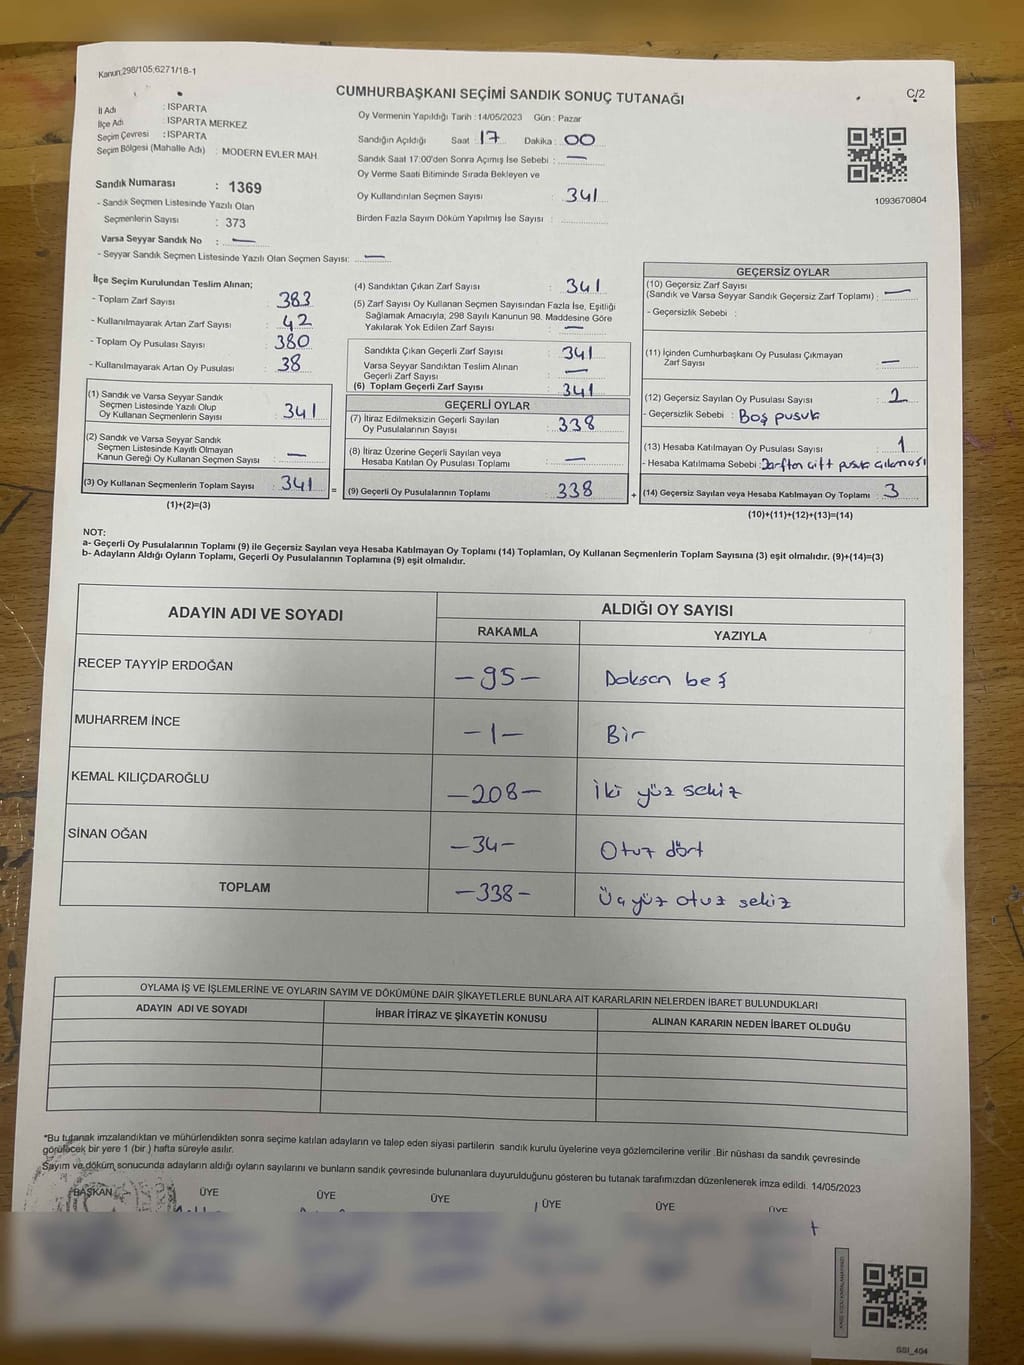 Kanun;298/105;6271/18-1
C/2
CUMHURBAŞKANI SEÇİMİ SANDIK SONUÇ TUTANAĞI
İl Adı : ISPARTA
İlçe Adı : ISPARTA MERKEZ
Seçim Çevresi : ISPARTA
Seçim Bölgesi (Mahalle Adı) : MODERN EVLER MAH.
Sandık Numarası : 1369
- Sandık Seçmen Listesinde Yazılı Olan
Seçmenlerin Sayısı : 373
Varsa Seyyar Sandık No : —
- Seyyar Sandık Seçmen Listesinde Yazılı Olan Seçmen Sayısı: —
Oy Vermenin Yapıldığı Tarih : 14/05/2023 Gün : Pazar
Sandığın Açıldığı Saat : 17 Dakika : 00
Sandık Saat 17:00'den Sonra Açımış İse Sebebi : —
Oy Verme Saati Bitiminde Sırada Bekleyen ve
Oy Kullandırılan Seçmen Sayısı : 341
Birden Fazla Sayım Döküm Yapılmış İse Sayısı :
1093670804
İlçe Seçim Kurulundan Teslim Alınan;
- Toplam Zarf Sayısı : 383
- Kullanılmayarak Artan Zarf Sayısı : 42
- Toplam Oy Pusulası Sayısı : 380
- Kullanılmayarak Artan Oy Pusulası : 38
(1) Sandık ve Varsa Seyyar Sandık
Seçmen Listesinde Yazılı Olup
Oy Kullanan Seçmenlerin Sayısı : 341
(2) Sandık ve Varsa Seyyar Sandık
Seçmen Listesinde Kayıtlı Olmayan
Kanun Gereği Oy Kullanan Seçmen Sayısı : —
(3) Oy Kullanan Seçmenlerin Toplam Sayısı : 341
(1)+(2)=(3)
(4) Sandıktan Çıkan Zarf Sayısı : 341
(5) Zarf Sayısı Oy Kullanan Seçmen Sayısından Fazla İse, Eşitliği
Sağlamak Amacıyla, 298 Sayılı Kanunun 98. Maddesine Göre
Yakılarak Yok Edilen Zarf Sayısı : —
Sandıkta Çıkan Geçerli Zarf Sayısı : 341
Varsa Seyyar Sandıktan Teslim Alınan
Geçerli Zarf Sayısı : —
(6) Toplam Geçerli Zarf Sayısı : 341
GEÇERLİ OYLAR
(7) İtiraz Edilmeksizin Geçerli Sayılan
Oy Pusulalarının Sayısı : 338
(8) İtiraz Üzerine Geçerli Sayılan veya
Hesaba Katılan Oy Pusulası Toplamı : —
= (9) Geçerli Oy Pusulalarının Toplamı : 338 +
GEÇERSİZ OYLAR
(10) Geçersiz Zarf Sayısı
(Sandık ve Varsa Seyyar Sandık Geçersiz Zarf Toplamı) : —
- Geçersizlik Sebebi :
(11) İçinden Cumhurbaşkanı Oy Pusulası Çıkmayan
Zarf Sayısı : —
(12) Geçersiz Sayılan Oy Pusulası Sayısı : 2
- Geçersizlik Sebebi : Boş pusula
(13) Hesaba Katılmayan Oy Pusulası Sayısı : 1
- Hesaba Katılmama Sebebi : Zarftan çift pusula çıkması
(14) Geçersiz Sayılan veya Hesaba Katılmayan Oy Toplamı : 3
(10)+(11)+(12)+(13)=(14)
NOT:
a- Geçerli Oy Pusulalarının Toplamı (9) ile Geçersiz Sayılan veya Hesaba Katılmayan Oy Toplamı (14) Toplamları, Oy Kullanan Seçmenlerin Toplam Sayısına (3) eşit olmalıdır. (9)+(14)=(3)
b- Adayların Aldığı Oyların Toplamı, Geçerli Oy Pusulalarının Toplamına (9) eşit olmalıdır.
ADAYIN ADI VE SOYADI
ALDIĞI OY SAYISI
RAKAMLA YAZIYLA
RECEP TAYYİP ERDOĞAN —95— Doksan beş
MUHARREM İNCE —1— Bir
KEMAL KILIÇDAROĞLU —208— İki yüz sekiz
SİNAN OĞAN —34— Otuz dört
TOPLAM —338— Üç yüz otuz sekiz
OYLAMA İŞ VE İŞLEMLERİNE VE OYLARIN SAYIM VE DÖKÜMÜNE DAİR ŞİKAYETLERLE BUNLARA AİT KARARLARIN NELERDEN İBARET BULUNDUKLARI
ADAYIN ADI VE SOYADI İHBAR İTİRAZ VE ŞİKAYETİN KONUSU ALINAN KARARIN NEDEN İBARET OLDUĞU
*Bu tutanak imzalandıktan ve mühürlendikten sonra seçime katılan adayların ve talep eden siyasi partilerin sandık kurulu üyelerine veya gözlemcilerine verilir .Bir nüshası da sandık çevresinde
görülecek bir yere 1 (bir ) hafta süreyle asılır.
Sayım ve döküm sonucunda adayların aldığı oyların sayılarını ve bunların sandık çevresinde bulunanlara duyurulduğunu gösteren bu tutanak tarafımızdan düzenlenerek imza edildi. 14/05/2023
BAŞKAN ÜYE ÜYE ÜYE ÜYE ÜYE ÜYE
SSI_404